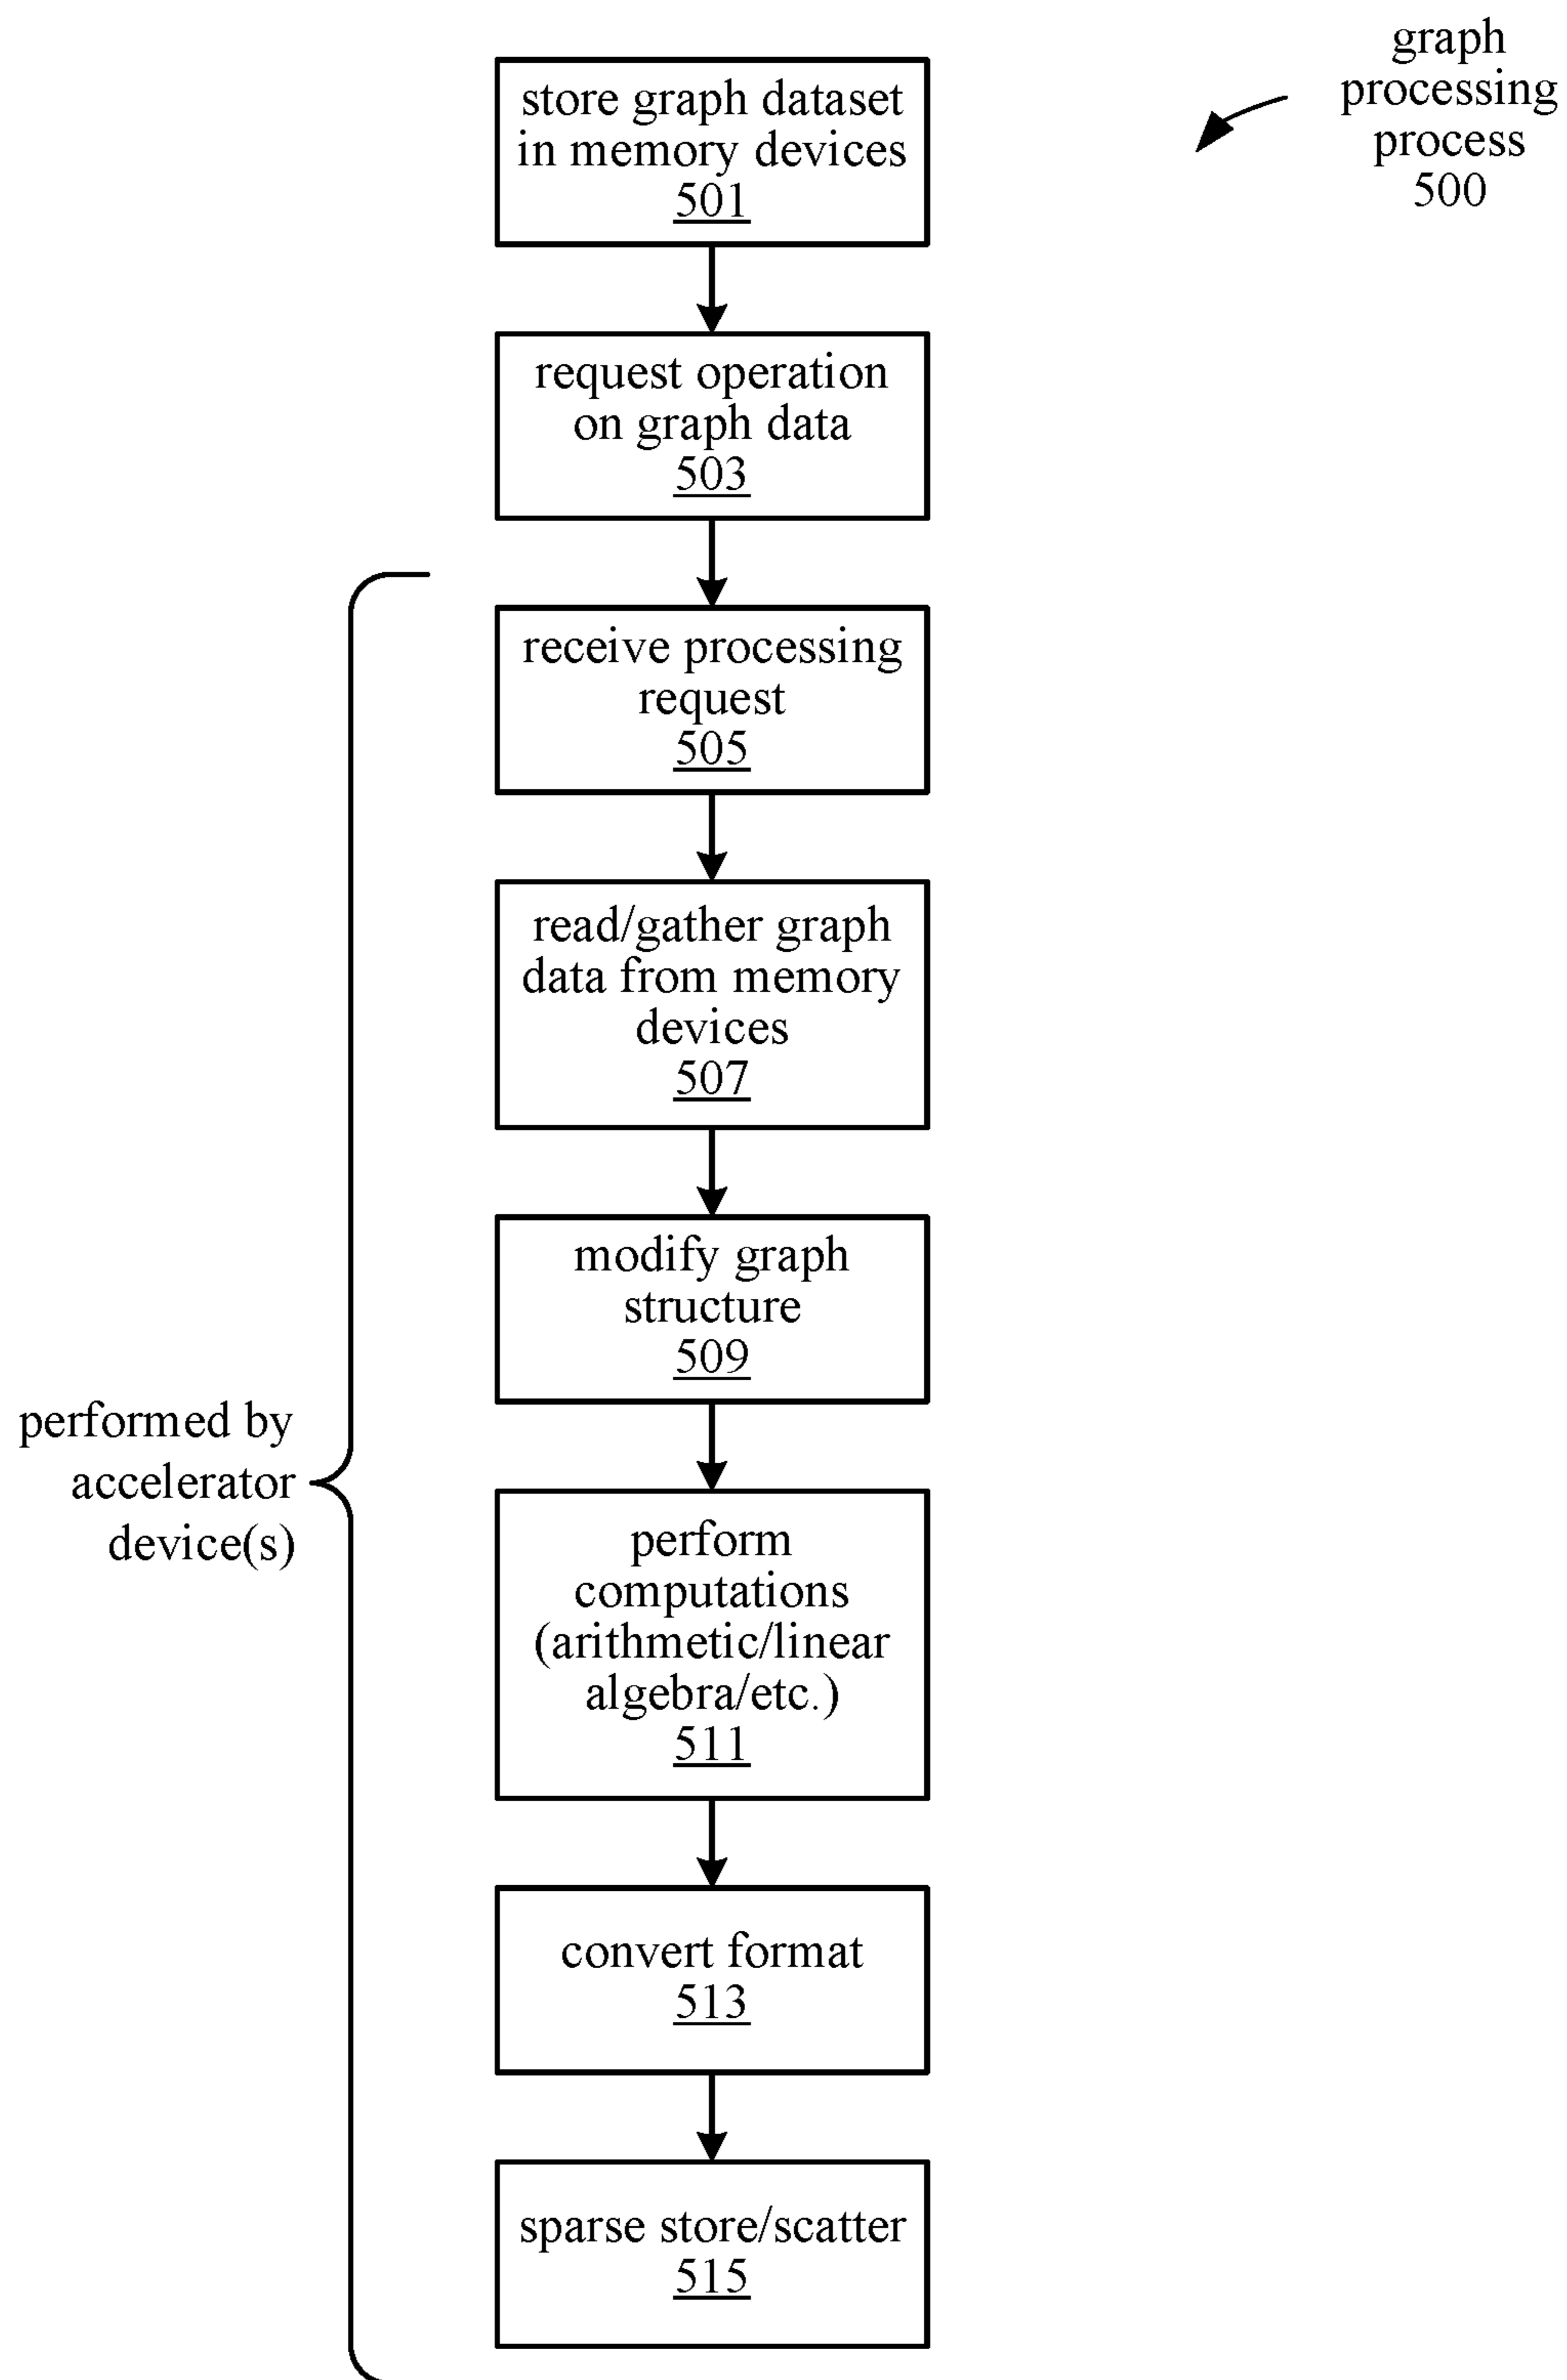 graph
processing
process
500
store graph dataset
in memory devices
501
request operation
on graph data
503
receive processing
request
505
read/gather graph
data from memory
devices
507
modify graph
structure
509
performed by
accelerator
device(s)
perform
computations
(arithmetic/linear
algebra/etc.)
511
convert format
513
sparse store/scatter
515